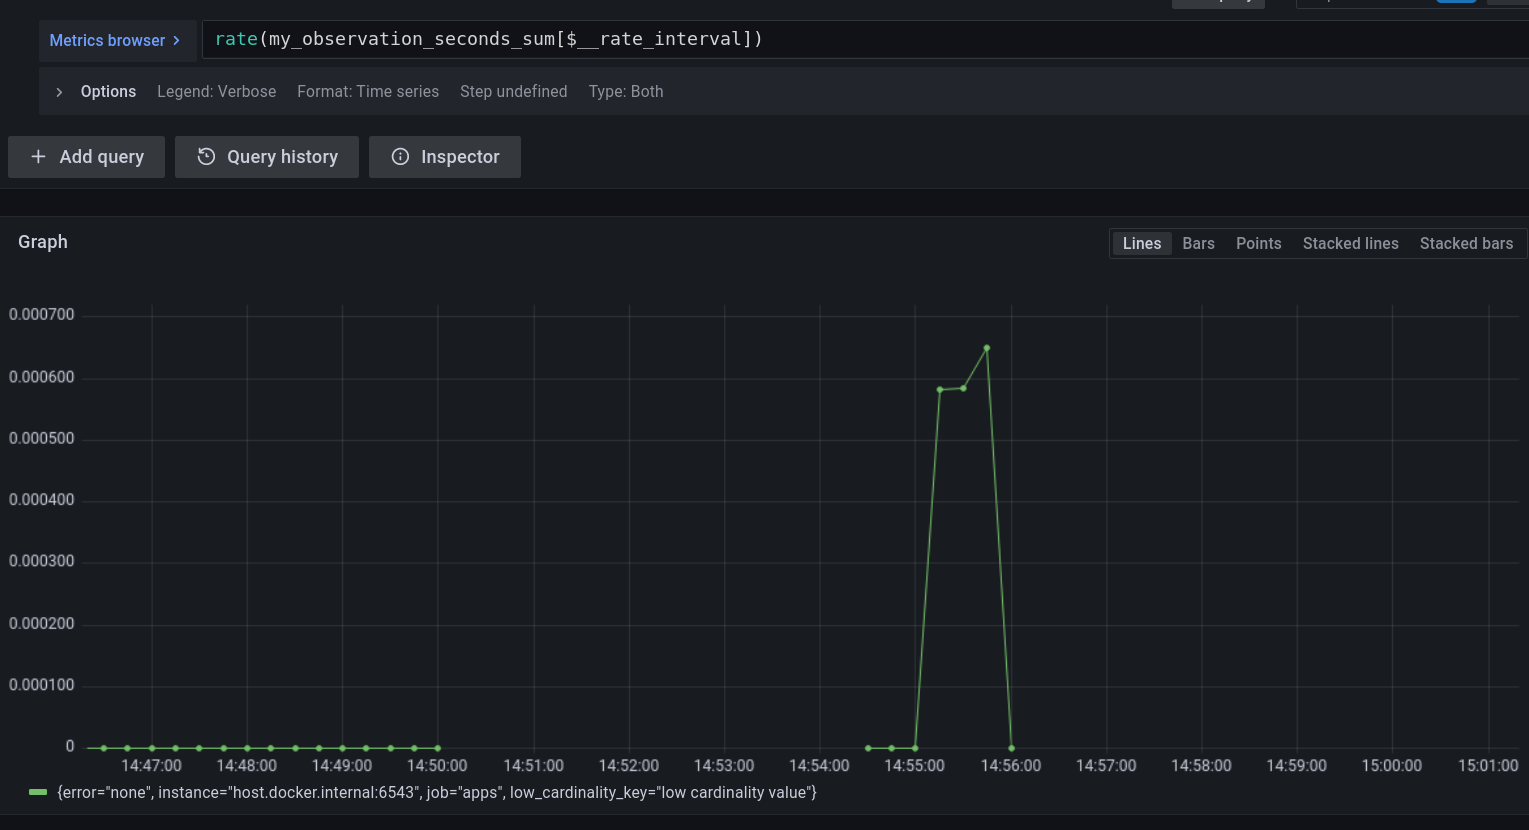 Metrics browser >
rate(my_observation_seconds_sum[$__rate_interval])
> Options Legend: Verbose Format: Time series Step undefined Type: Both
+ Add query Query history Inspector
Graph
Lines Bars Points Stacked lines Stacked bars
0.000700
0.000600
0.000500
0.000400
0.000300
0.000200
0.000100
0
14:47:00 14:48:00 14:49:00 14:50:00 14:51:00 14:52:00 14:53:00 14:54:00 14:55:00 14:56:00 14:57:00 14:58:00 14:59:00 15:00:00 15:01:00
{error="none", instance="host.docker.internal:6543", job="apps", low_cardinality_key="low cardinality value"}